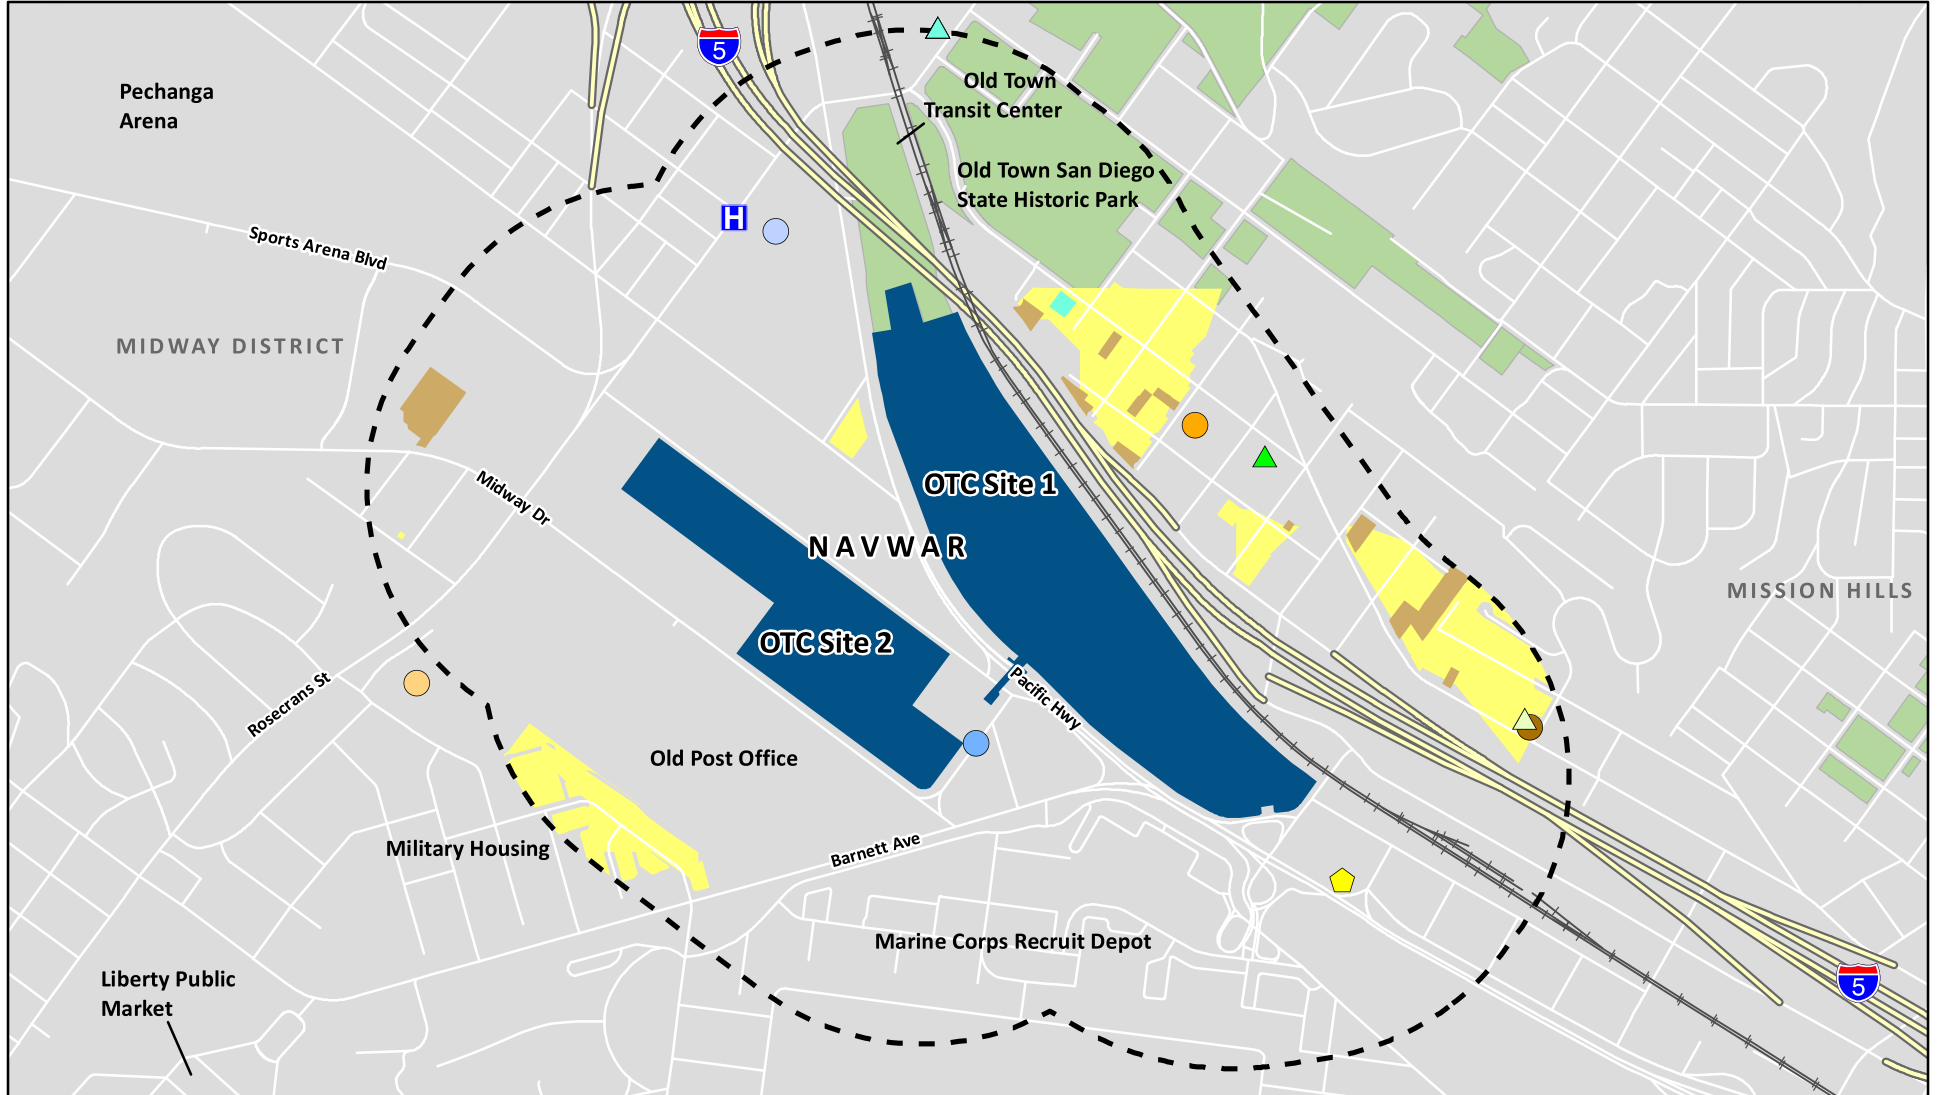 5
Old Town
Transit Center
Pechanga
Arena
Old Town San Diego
State Historic Park
H
Sports Arena Blvd
MIDWAY DISTRICT
OTC Site 1
Midway Dr
NAVWAR
MISSION HILLS
OTC Site 2
Rosecrans St
Pacific Hwy
Old Post Office
Military Housing
Barnett Ave
Marine Corps Recruit Depot
Liberty Public
Market
5